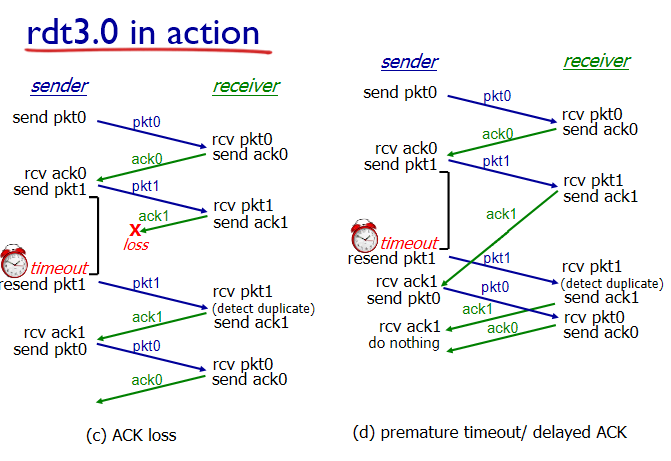 rdt3.0 in action
sender
receiver
send pkt0
pkt0
rcv pkt0
send ack0
ack0
rcv ack0
send pkt1
pkt1
rcv pkt1
send ack1
ack1
X
loss
timeout
resend pkt1
pkt1
rcv pkt1
(detect duplicate)
send ack1
ack1
rcv ack1
send pkt0
pkt0
rcv pkt0
send ack0
ack0
(c) ACK loss
sender
receiver
send pkt0
pkt0
rcv pkt0
send ack0
ack0
rcv ack0
send pkt1
pkt1
rcv pkt1
send ack1
ack1
timeout
resend pkt1
pkt1
rcv pkt1
(detect duplicate)
send ack1
rcv ack1
send pkt0
pkt0
rcv pkt0
send ack0
ack1
ack0
rcv ack1
do nothing
(d) premature timeout/ delayed ACK